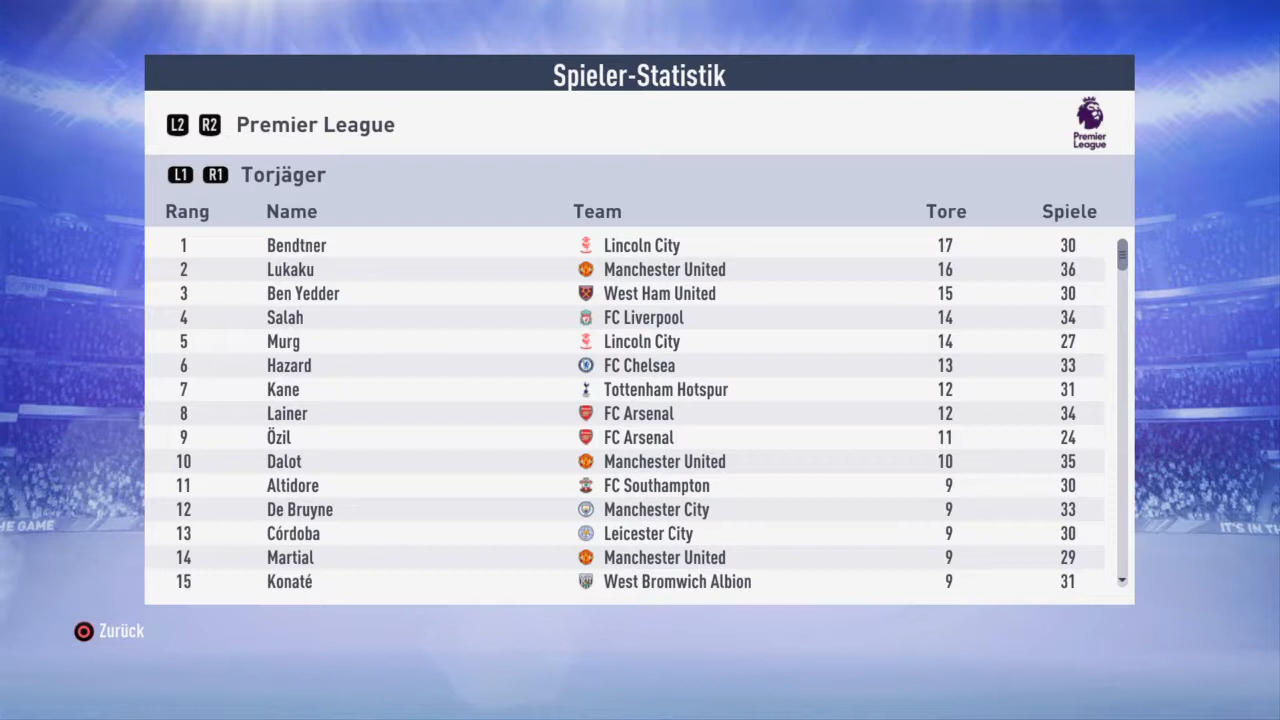 Spieler-Statistik
L2 R2 Premier League
Premier
League
L1 R1 Torjäger
Rang Name Team Tore Spiele
1 Bendtner Lincoln City 17 30
2 Lukaku Manchester United 16 36
3 Ben Yedder West Ham United 15 30
4 Salah FC Liverpool 14 34
5 Murg Lincoln City 14 27
6 Hazard FC Chelsea 13 33
7 Kane Tottenham Hotspur 12 31
8 Lainer FC Arsenal 12 34
9 Özil FC Arsenal 11 24
10 Dalot Manchester United 10 35
11 Altidore FC Southampton 9 30
12 De Bruyne Manchester City 9 33
13 Córdoba Leicester City 9 30
14 Martial Manchester United 9 29
15 Konaté West Bromwich Albion 9 31
HE GAME
IT'S IN T
Zurück